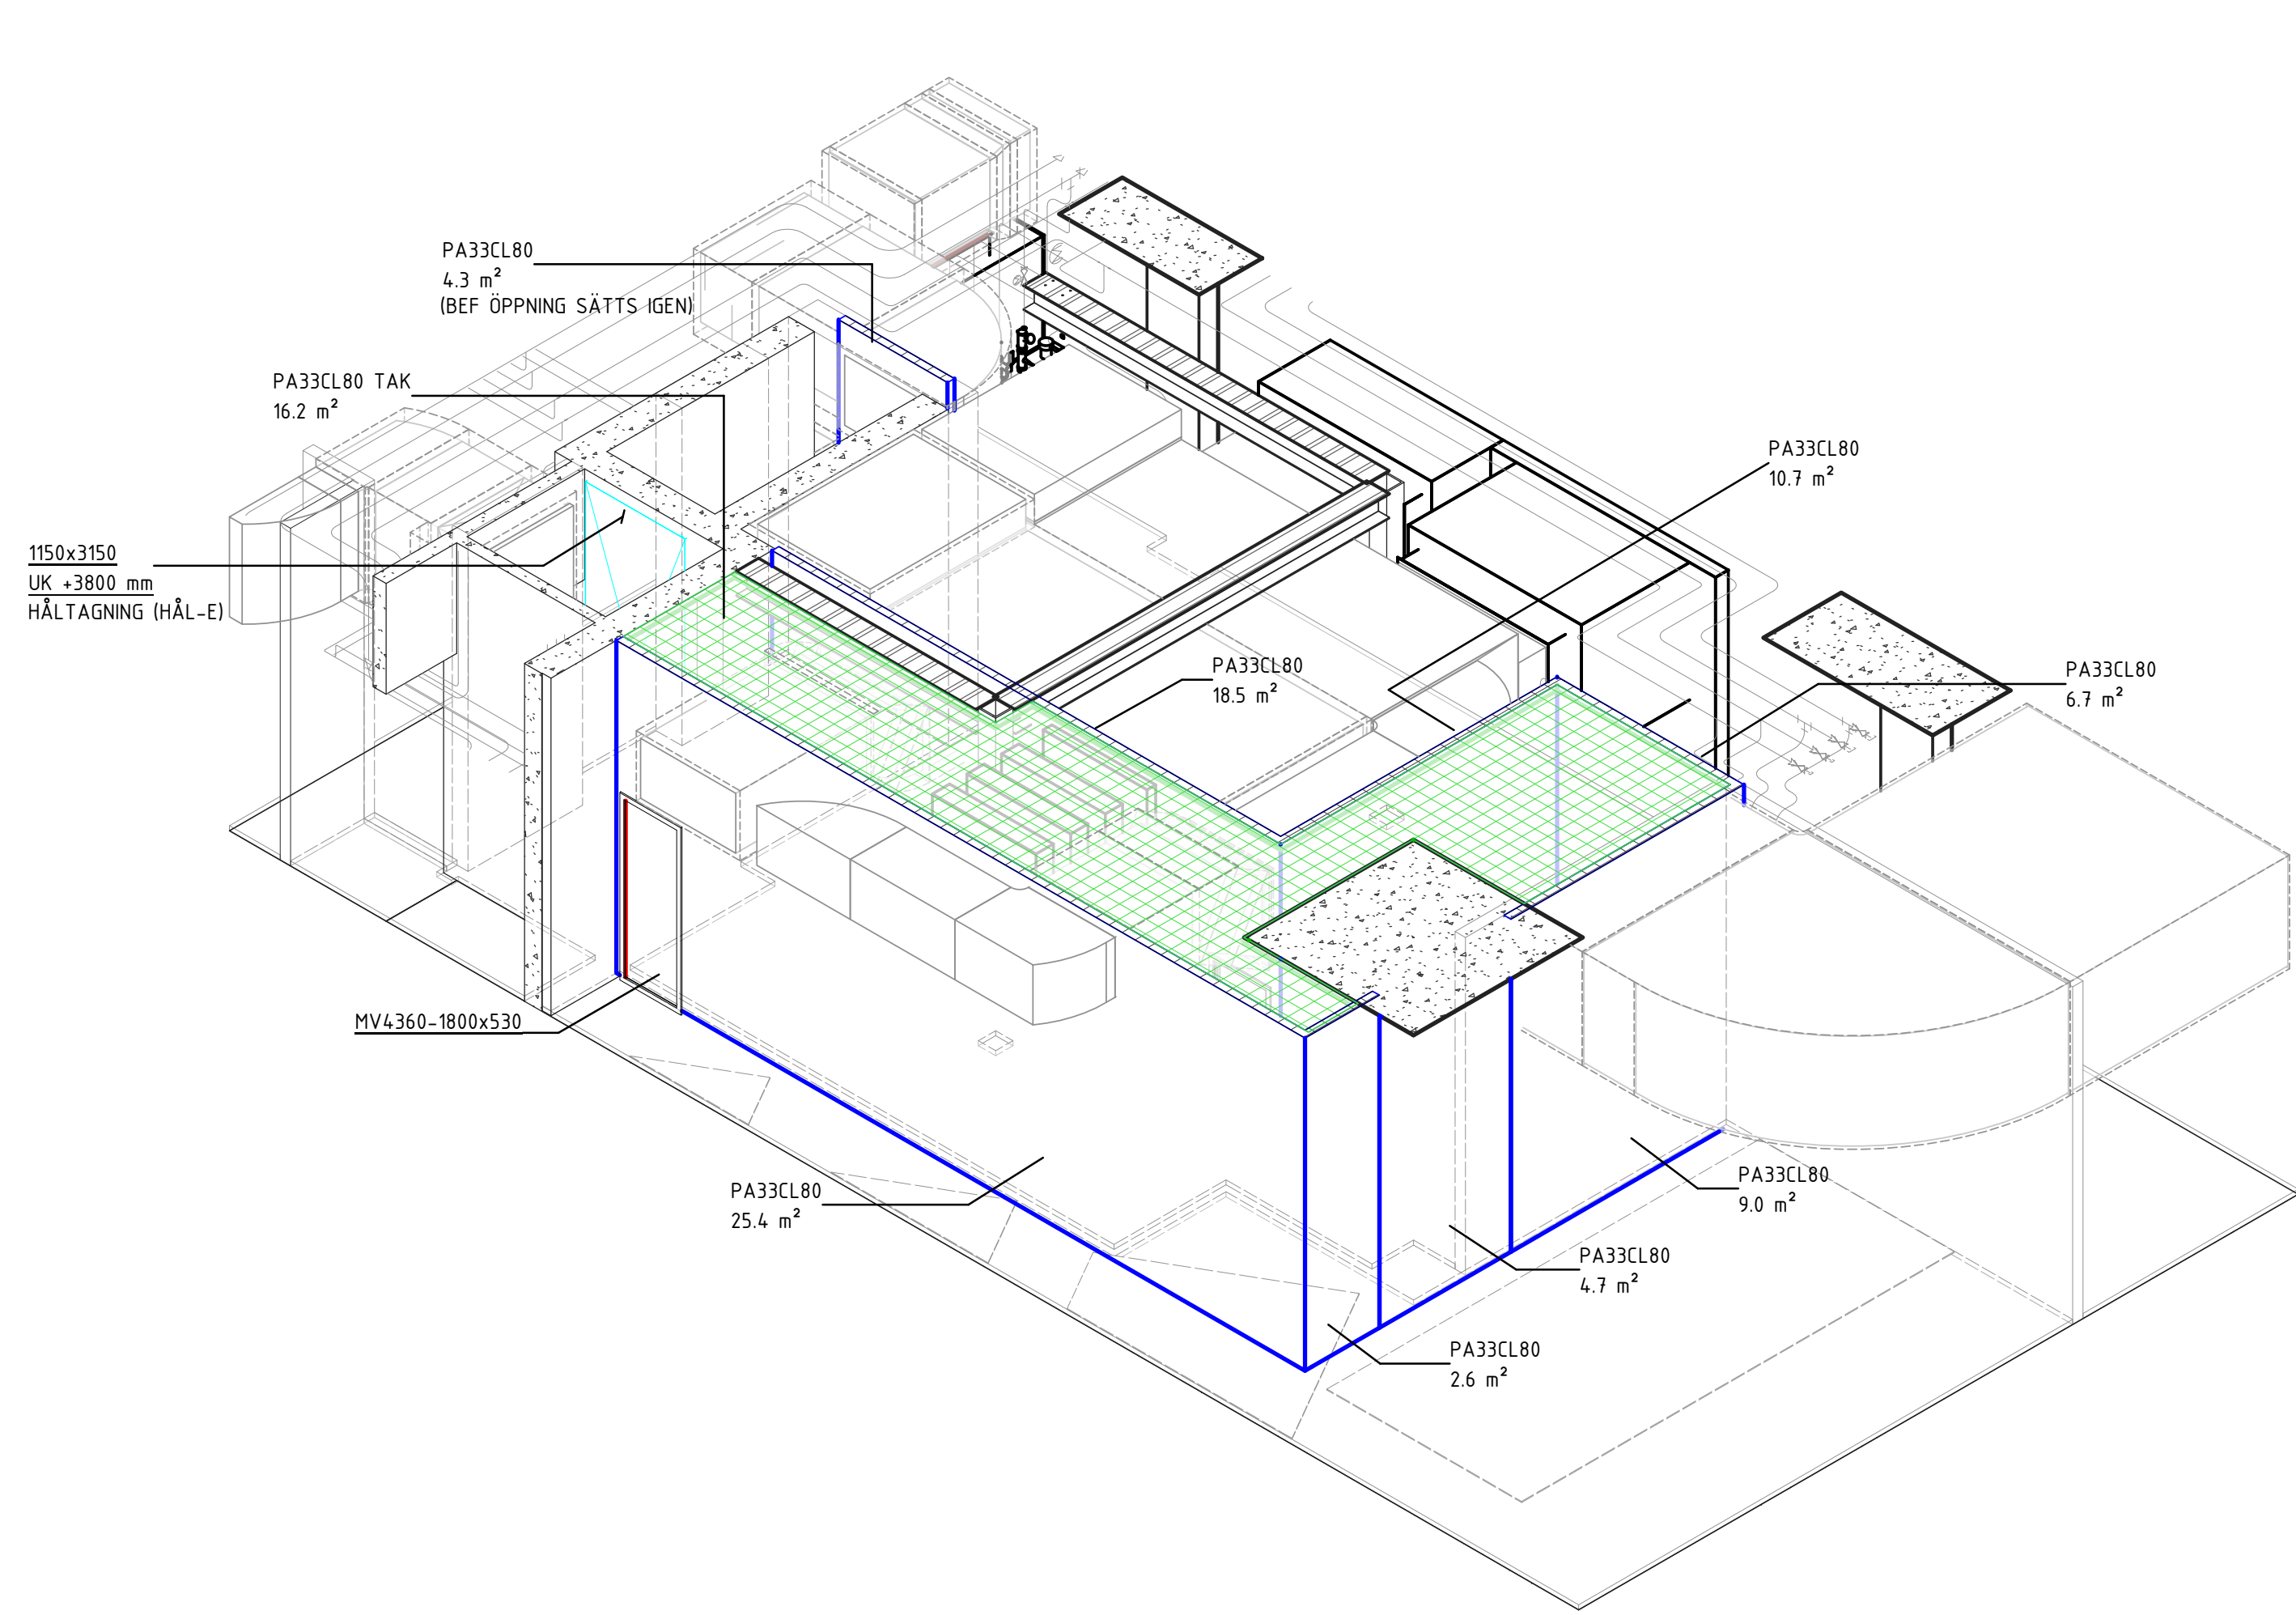 PA33CL80
4.3 m²
(BEF ÖPPNING SÄTTS IGEN)
PA33CL80 TAK
16.2 m²
PA33CL80
10.7 m²
1150x3150
UK +3800 mm
HÅLTAGNING (HÅL-E)
PA33CL80
18.5 m²
PA33CL80
6.7 m²
MV4360-1800x530
PA33CL80
25.4 m²
PA33CL80
9.0 m²
PA33CL80
4.7 m²
PA33CL80
2.6 m²